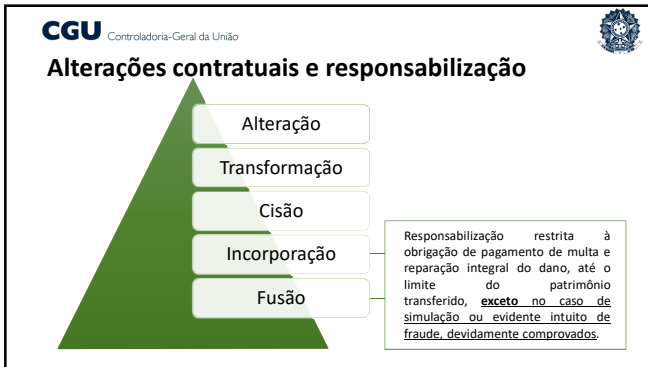 CGU Controladoria-Geral da União
Alterações contratuais e responsabilização
Alteração
Transformação
Cisão
Incorporação
Fusão
Responsabilização restrita à
obrigação de pagamento de multa e
reparação integral do dano, até o
limite do patrimônio
transferido, exceto no caso de
simulação ou evidente intuito de
fraude, devidamente comprovados.